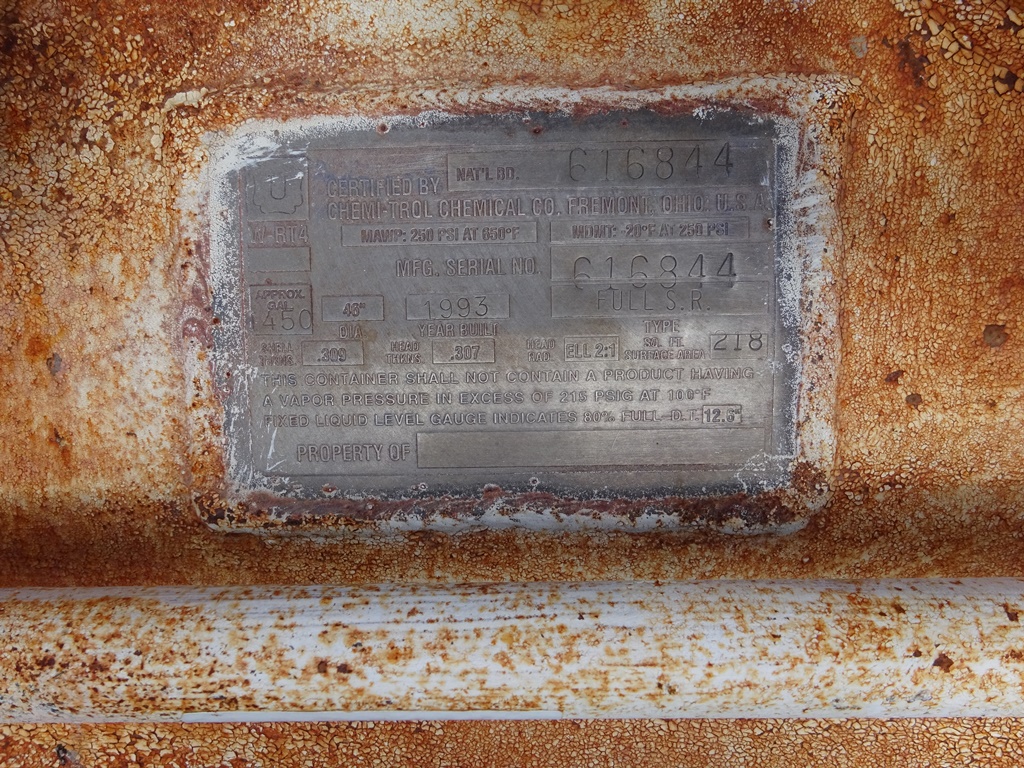 U
NAT'L BD. 616844
CERTIFIED BY
CHEMI-TROL CHEMICAL CO. FREMONT, OHIO, U.S.A.
W-RT4 MAWP: 250 PSI AT 650°F MDMT: -20°F AT 250 PSI
MFG. SERIAL NO. 616844
APPROX. GAL. 450 46" DIA. 1993 YEAR BUILT FULL S.R. TYPE
SHELL THKNS. .309 HEAD THKNS. .307 HEAD RAD. ELL 2:1 SQ. FT. SURFACE AREA 218
THIS CONTAINER SHALL NOT CONTAIN A PRODUCT HAVING
A VAPOR PRESSURE IN EXCESS OF 215 PSIG AT 100°F
FIXED LIQUID LEVEL GAUGE INDICATES 80% FULL-D.T.
PROPERTY OF